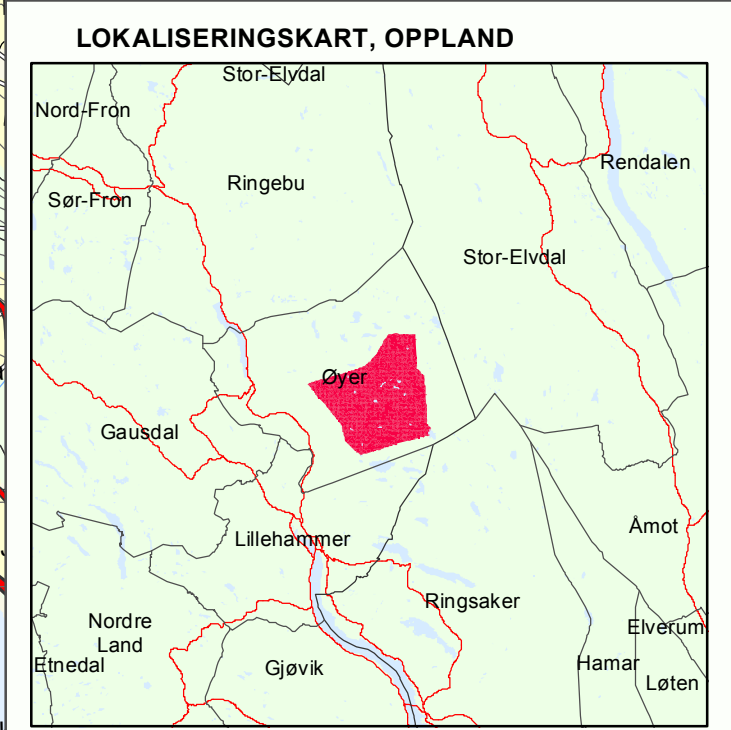 LOKALISERINGSKART, OPPLAND
Stor-Elvdal
Nord-Fron
Rendalen
Ringebu
Sør-Fron
Stor-Elvdal
Øyer
Gausdal
Åmot
Lillehammer
Ringsaker
Nordre
Land
Elverum
Etnedal
Gjøvik
Hamar
Løten